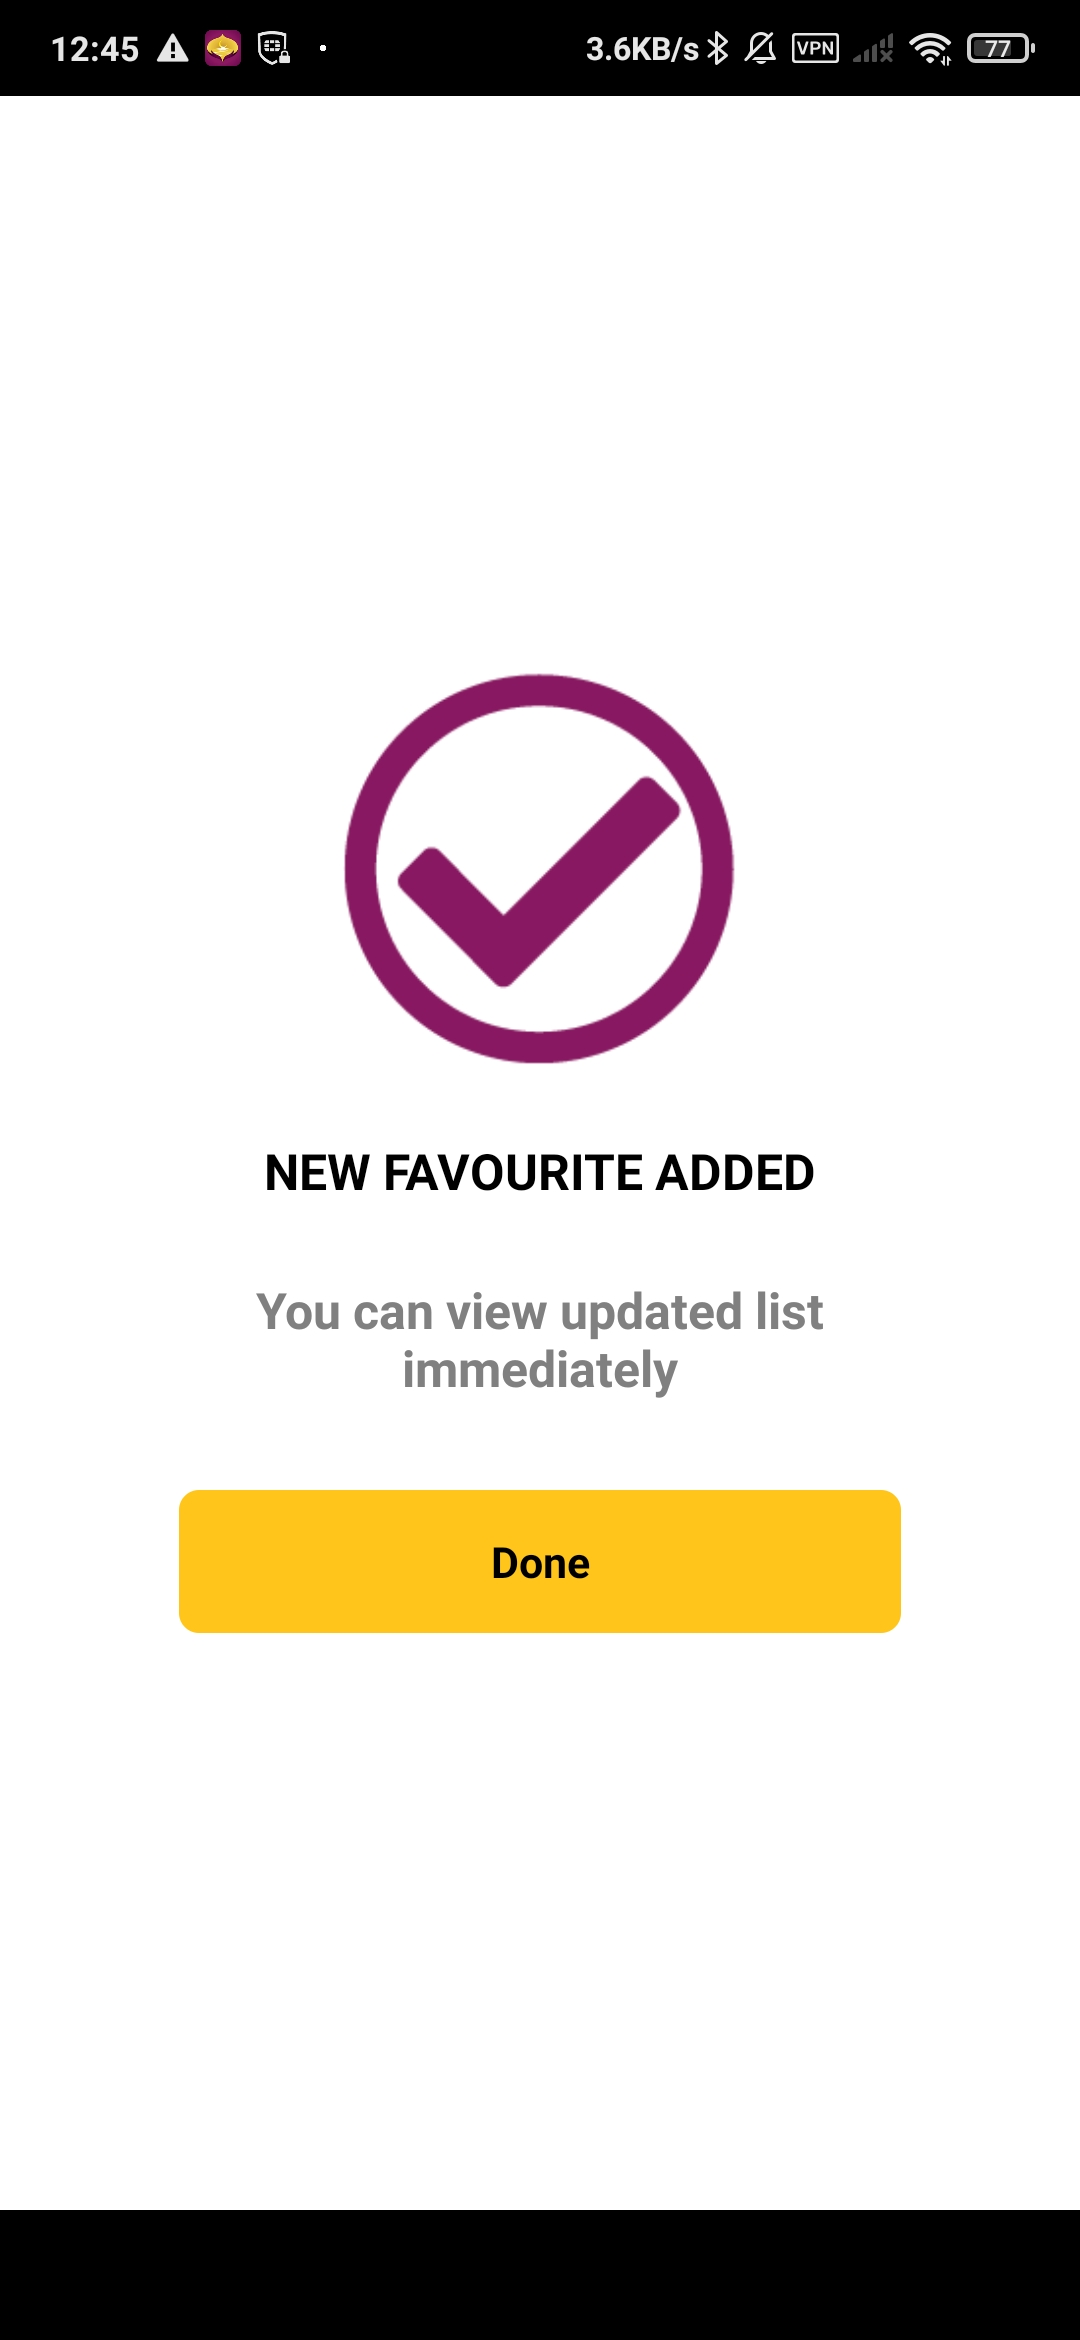 12:45 3.6KB/s VPN 77
NEW FAVOURITE ADDED
You can view updated list
immediately
Done